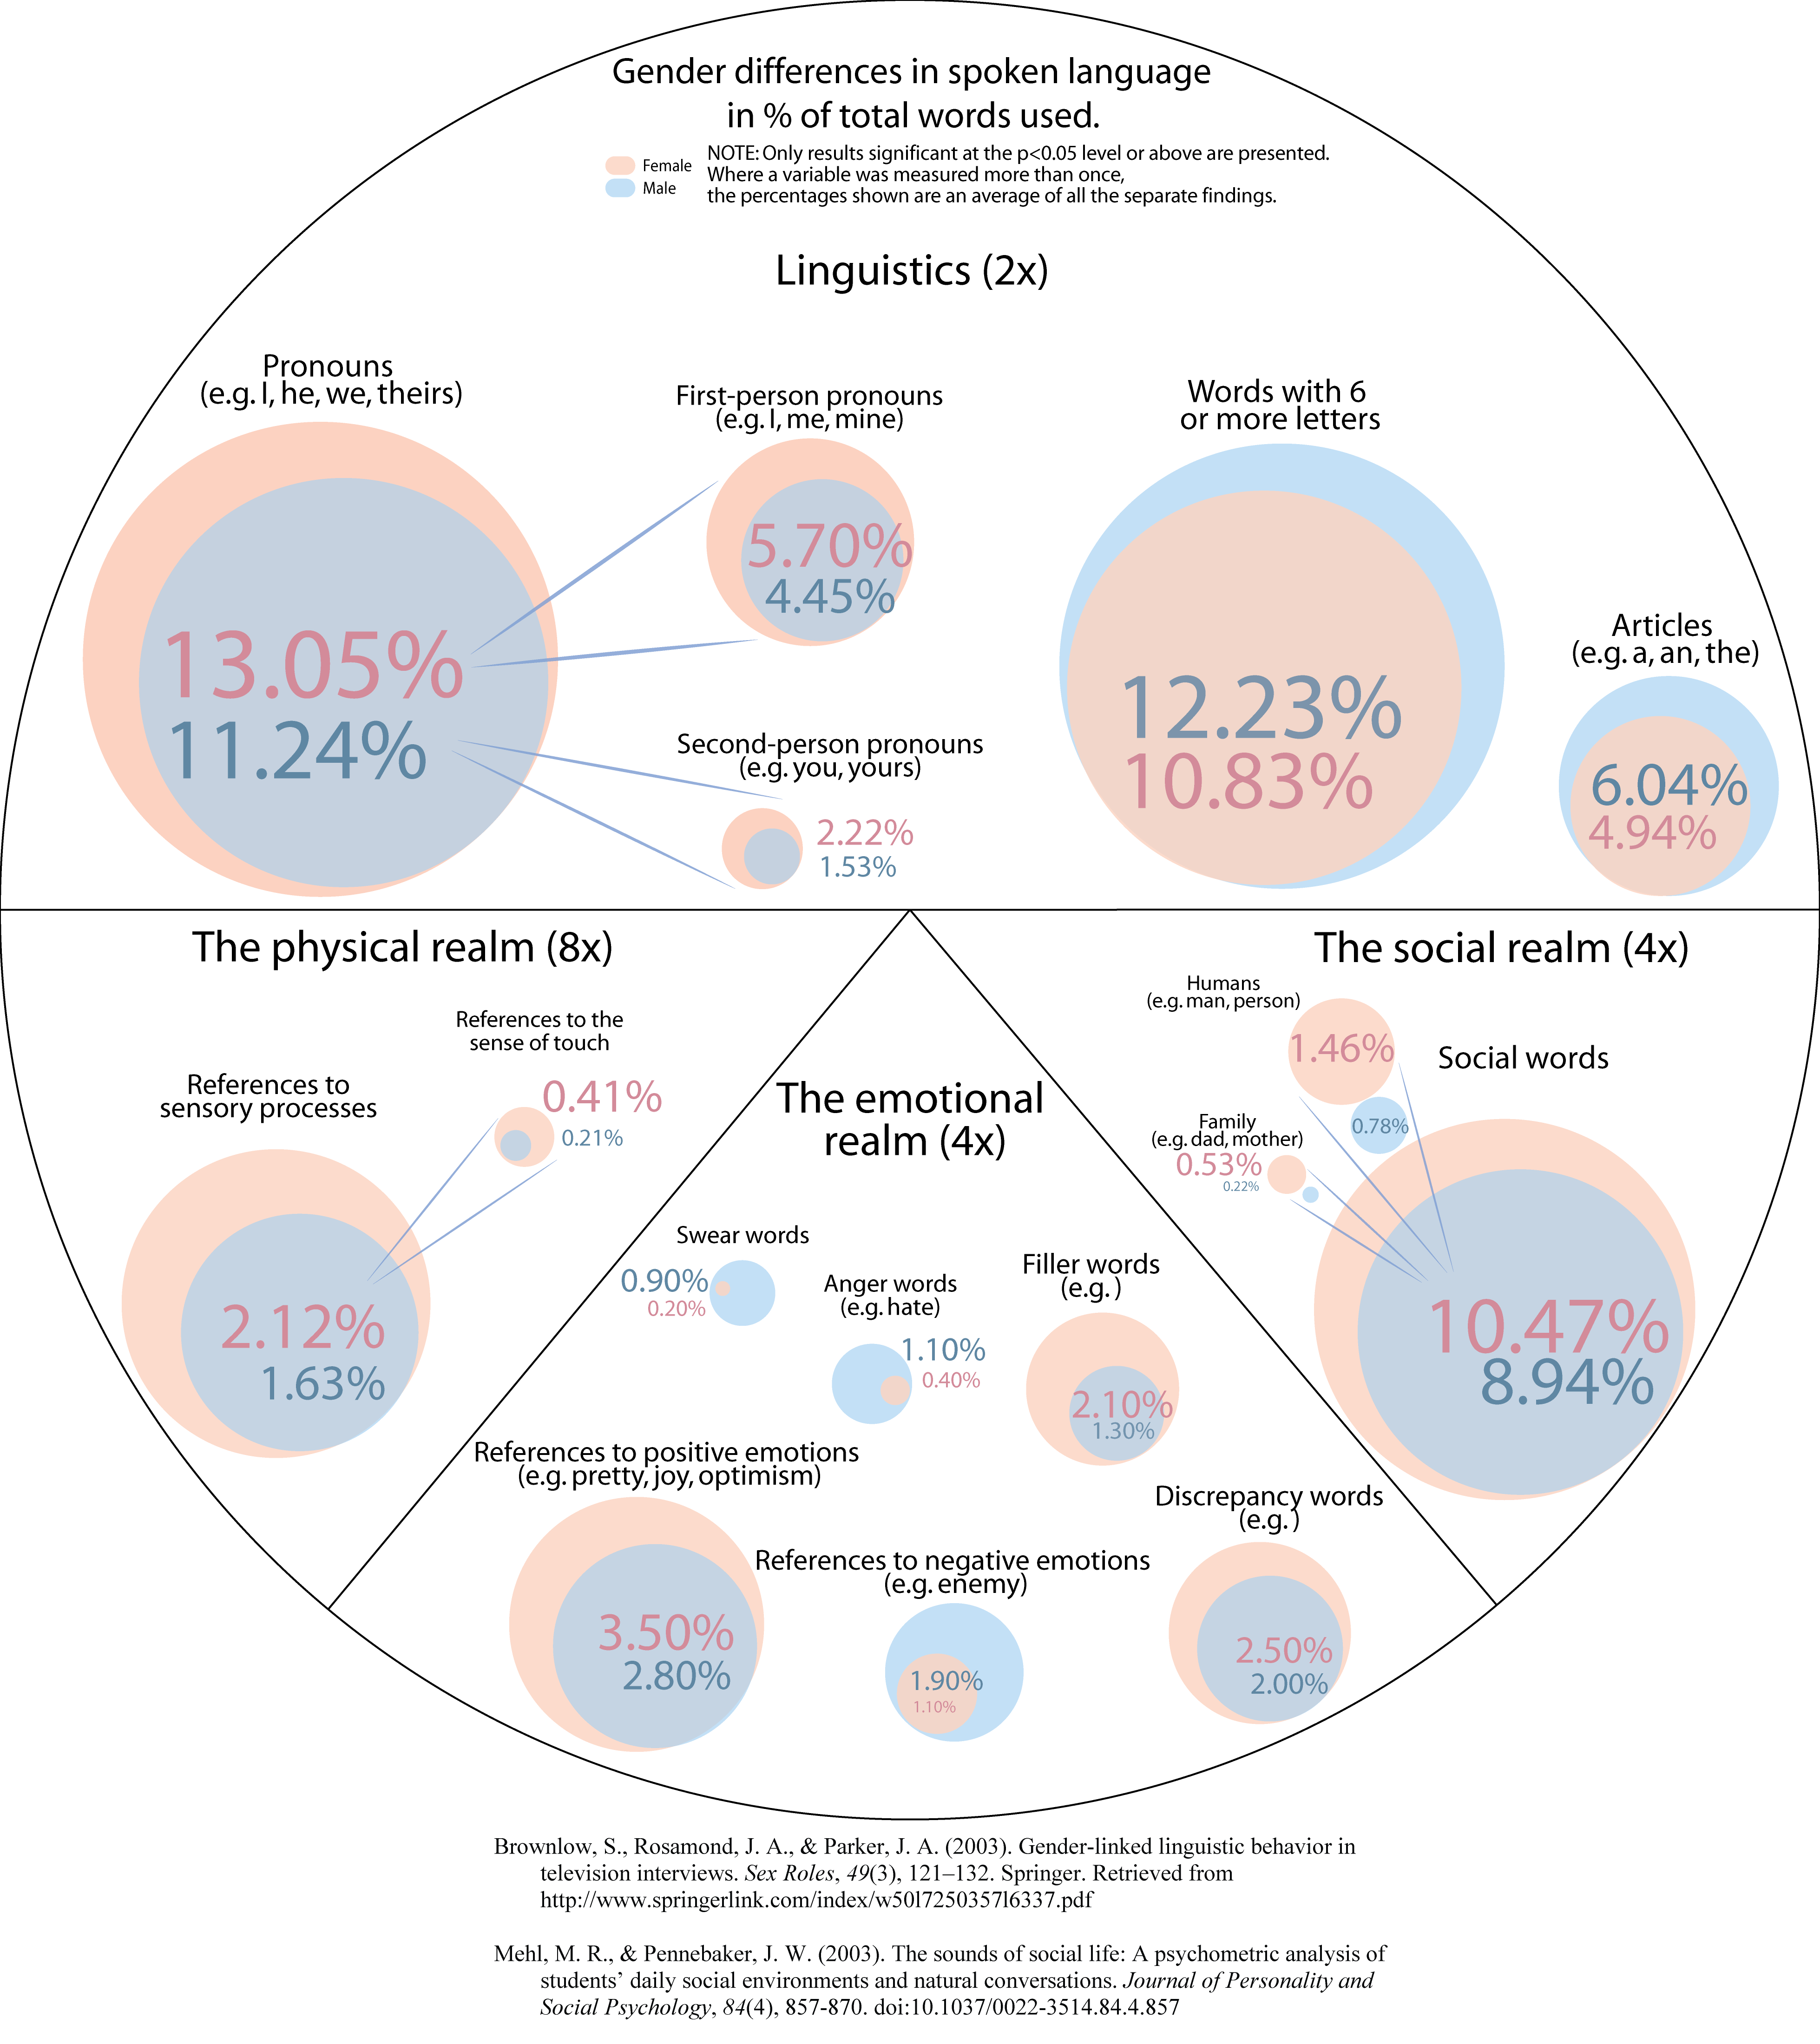 Gender differences in spoken language
in % of total words used.
Female
Male
NOTE: Only results significant at the p<0.05 level or above are presented.
Where a variable was measured more than once,
the percentages shown are an average of all the separate findings.
Linguistics (2x)
Pronouns
(e.g. I, he, we, theirs)
13.05%
11.24%
First-person pronouns
(e.g. I, me, mine)
5.70%
4.45%
Second-person pronouns
(e.g. you, yours)
2.22%
1.53%
Words with 6
or more letters
12.23%
10.83%
Articles
(e.g. a, an, the)
6.04%
4.94%
The physical realm (8x)
References to the
sense of touch
0.41%
0.21%
References to
sensory processes
2.12%
1.63%
The emotional
realm (4x)
Swear words
0.90%
0.20%
Anger words
(e.g. hate)
1.10%
0.40%
Filler words
(e.g. )
2.10%
1.30%
References to positive emotions
(e.g. pretty, joy, optimism)
3.50%
2.80%
References to negative emotions
(e.g. enemy)
1.90%
1.10%
Discrepancy words
(e.g. )
2.50%
2.00%
The social realm (4x)
Humans
(e.g. man, person)
1.46%
0.78%
Family
(e.g. dad, mother)
0.53%
0.22%
Social words
10.47%
8.94%
Brownlow, S., Rosamond, J. A., & Parker, J. A. (2003). Gender-linked linguistic behavior in
television interviews. Sex Roles, 49(3), 121–132. Springer. Retrieved from
http://www.springerlink.com/index/w50l7250357l6337.pdf
Mehl, M. R., & Pennebaker, J. W. (2003). The sounds of social life: A psychometric analysis of
students’ daily social environments and natural conversations. Journal of Personality and
Social Psychology, 84(4), 857-870. doi:10.1037/0022-3514.84.4.857